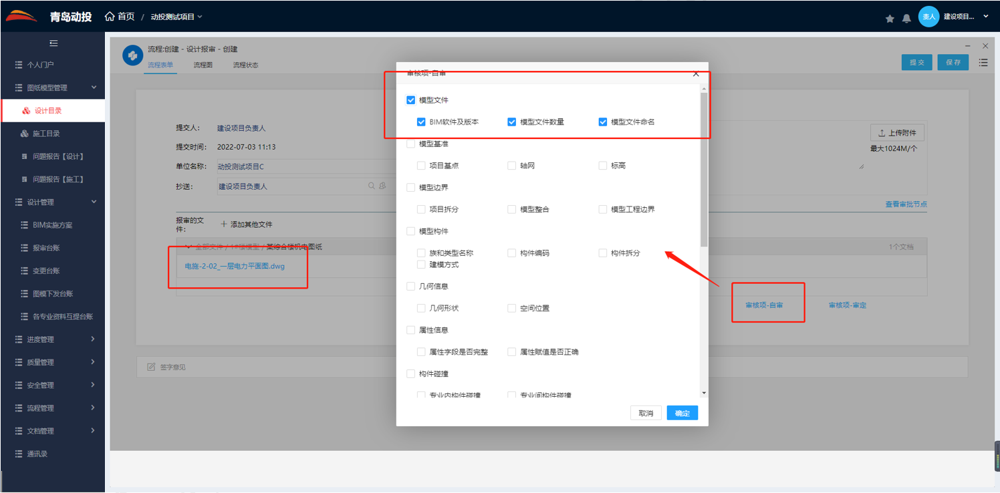 青岛动投
首页 / 动投测试项目
责人 建设项目...
个人门户
图纸模型管理
设计目录
施工目录
问题报告【设计】
问题报告【施工】
设计管理
BIM实施方案
报审台账
变更台账
图模下发台账
各专业资料互提台账
进度管理
质量管理
安全管理
流程管理
文档管理
通讯录
流程:创建 - 设计报审 - 创建
流程表单 流程图 流程状态
提交 保存
提交人: 建设项目负责人
提交时间: 2022-07-03 11:13
单位名称: 动投测试项目C
抄送: 建设项目负责人
上传附件
最大1024M/个
查看审批节点
报审的文件:
添加其他文件
全部文件 / 1#楼模型 / 某综合楼机电图纸 1个文档
电施-2-02_一层电力平面图.dwg
审核项-自审 审核项-审定
签字意见
审核项-自审
模型文件
BIM软件及版本 模型文件数量 模型文件命名
模型基准
项目基点 轴网 标高
模型边界
项目拆分 模型整合 模型工程边界
模型构件
族和类型名称 构件编码 构件拆分
建模方式
几何信息
几何形状 空间位置
属性信息
属性字段是否完整 属性赋值是否正确
构件碰撞
专业内构件碰撞 专业间构件碰撞
取消 确定